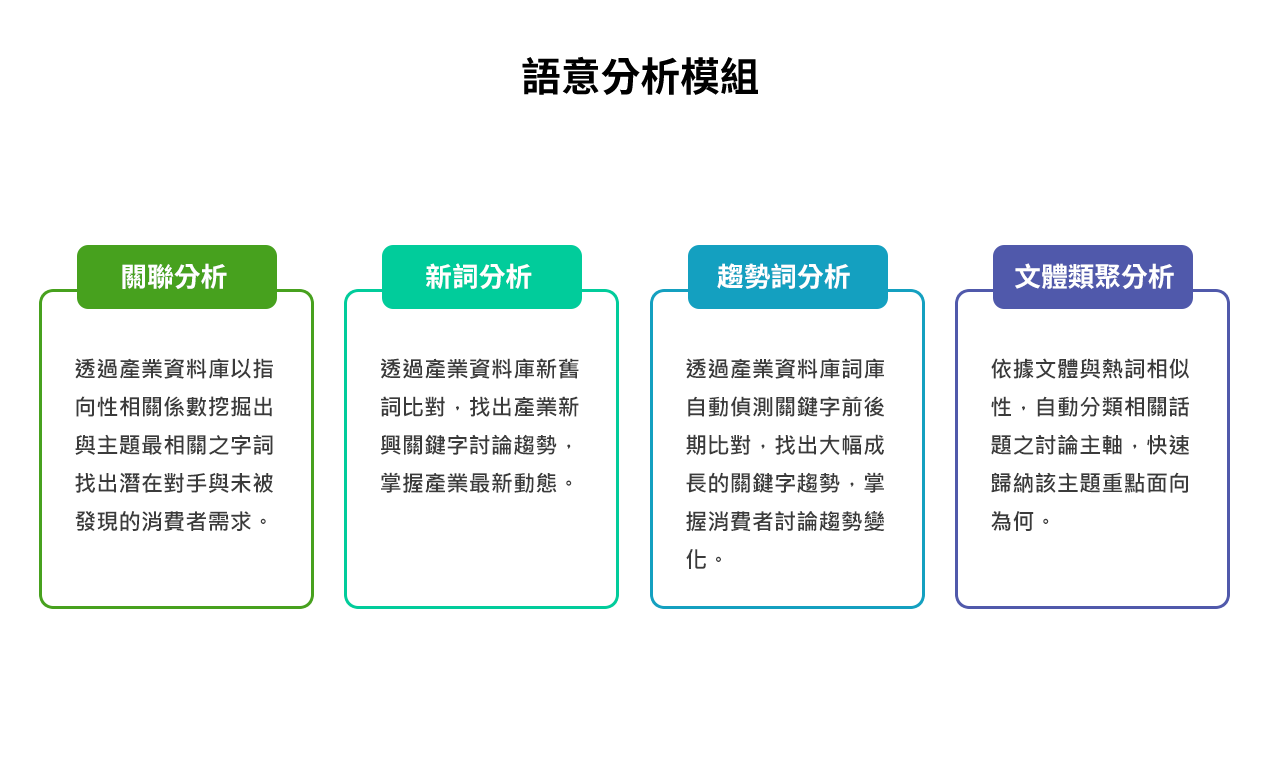 語意分析模組
關聯分析
透過產業資料庫以指
向性相關係數挖掘出
與主題最相關之字詞
找出潛在對手與未被
發現的消費者需求。
新詞分析
透過產業資料庫新舊
詞比對，找出產業新
興關鍵字討論趨勢，
掌握產業最新動態。
趨勢詞分析
透過產業資料庫詞庫
自動偵測關鍵字前後
期比對，找出大幅成
長的關鍵字趨勢，掌
握消費者討論趨勢變
化。
文體類聚分析
依據文體與熱詞相似
性，自動分類相關話
題之討論主軸，快速
歸納該主題重點面向
為何。